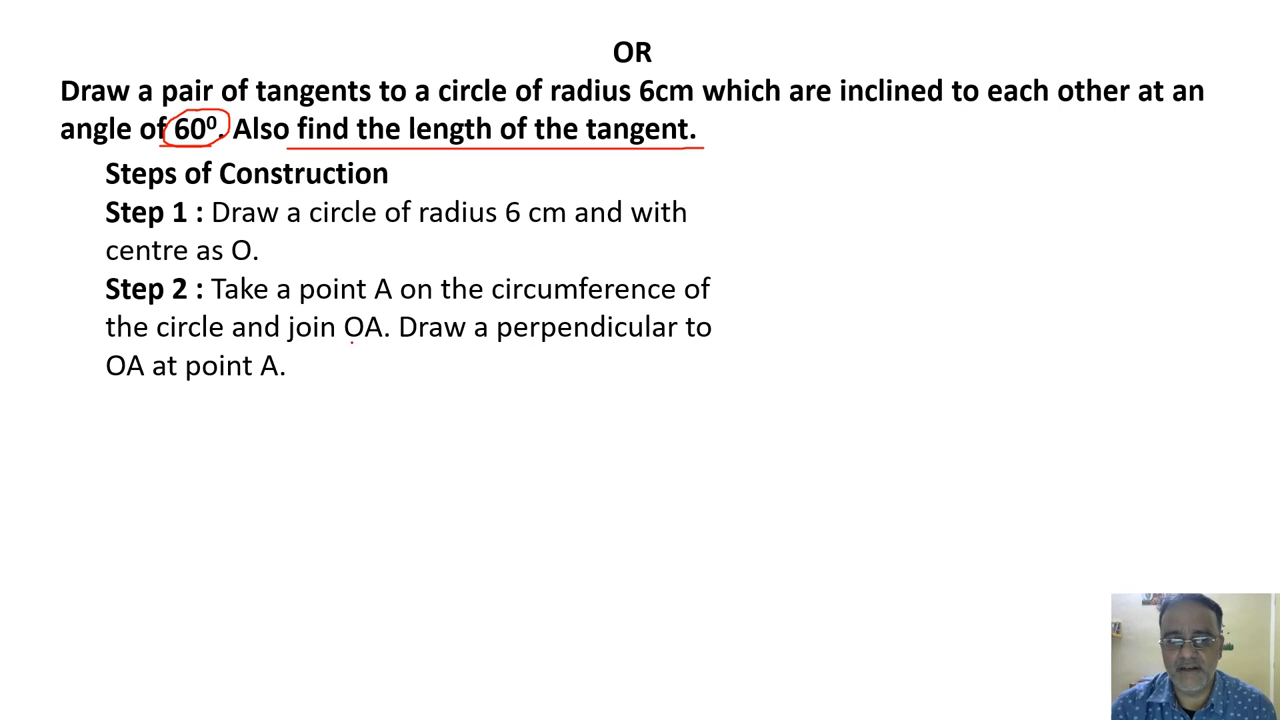 OR
Draw a pair of tangents to a circle of radius 6cm which are inclined to each other at an
angle of 60⁰. Also find the length of the tangent.
Steps of Construction
Step 1 : Draw a circle of radius 6 cm and with
centre as O.
Step 2 : Take a point A on the circumference of
the circle and join OA. Draw a perpendicular to
OA at point A.